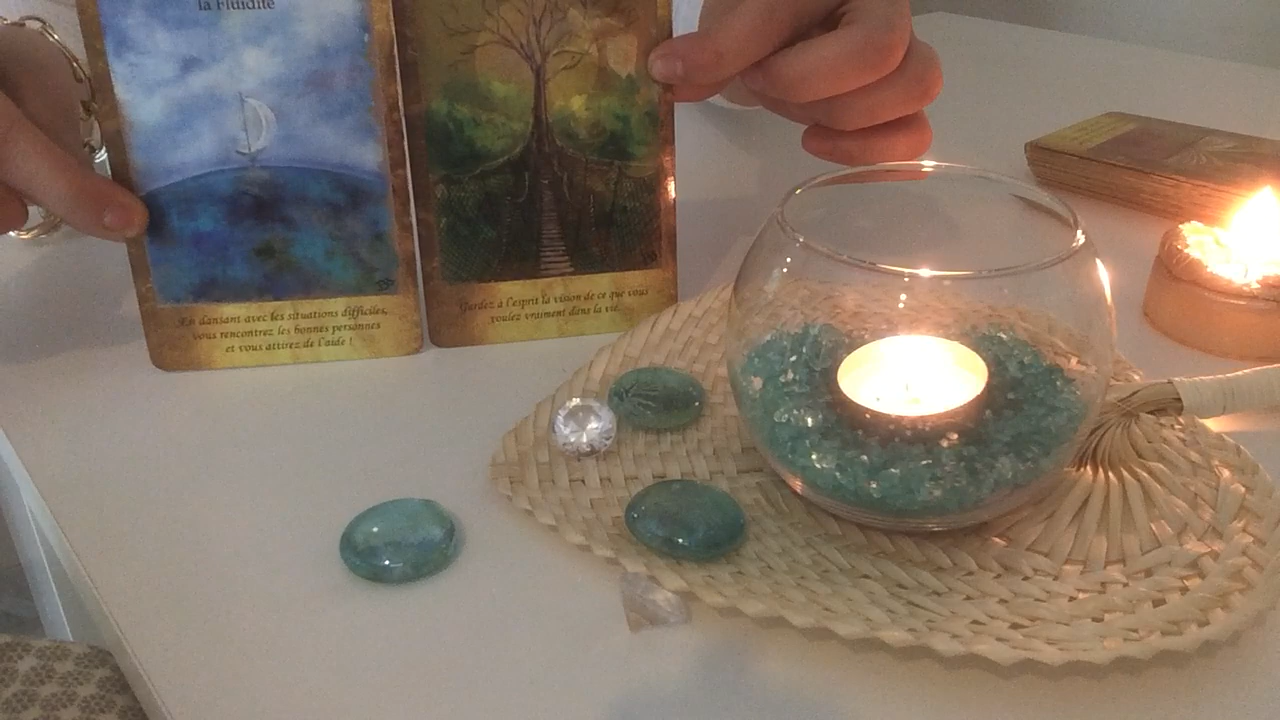 la Fluidité
En dansant avec les situations difficiles,
vous rencontrez les bonnes personnes
et vous attirez de l'aide !
Gardez à l'esprit la vision de ce que vous
voulez vraiment dans la vie.